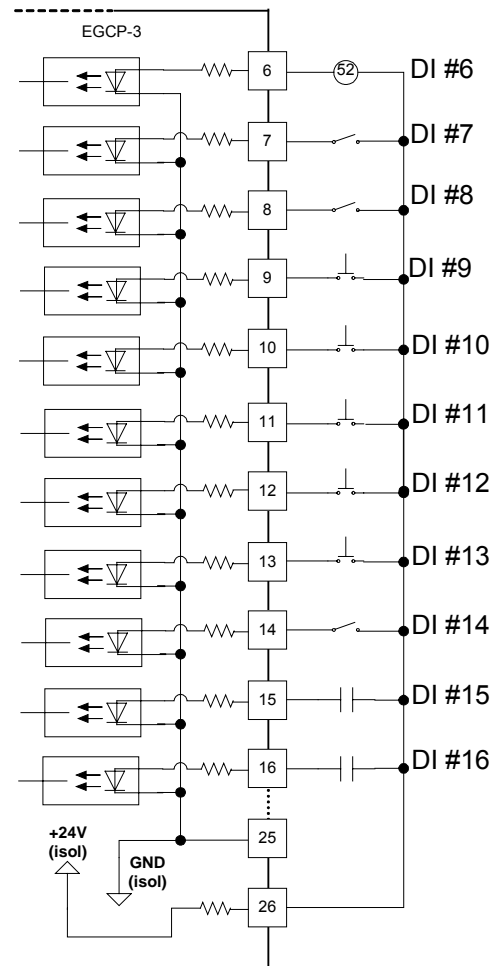 EGCP-3
6 52 DI #6
7 DI #7
8 DI #8
9 DI #9
10 DI #10
11 DI #11
12 DI #12
13 DI #13
14 DI #14
15 DI #15
16 DI #16
+24V
(isol)
GND
(isol)
25
26